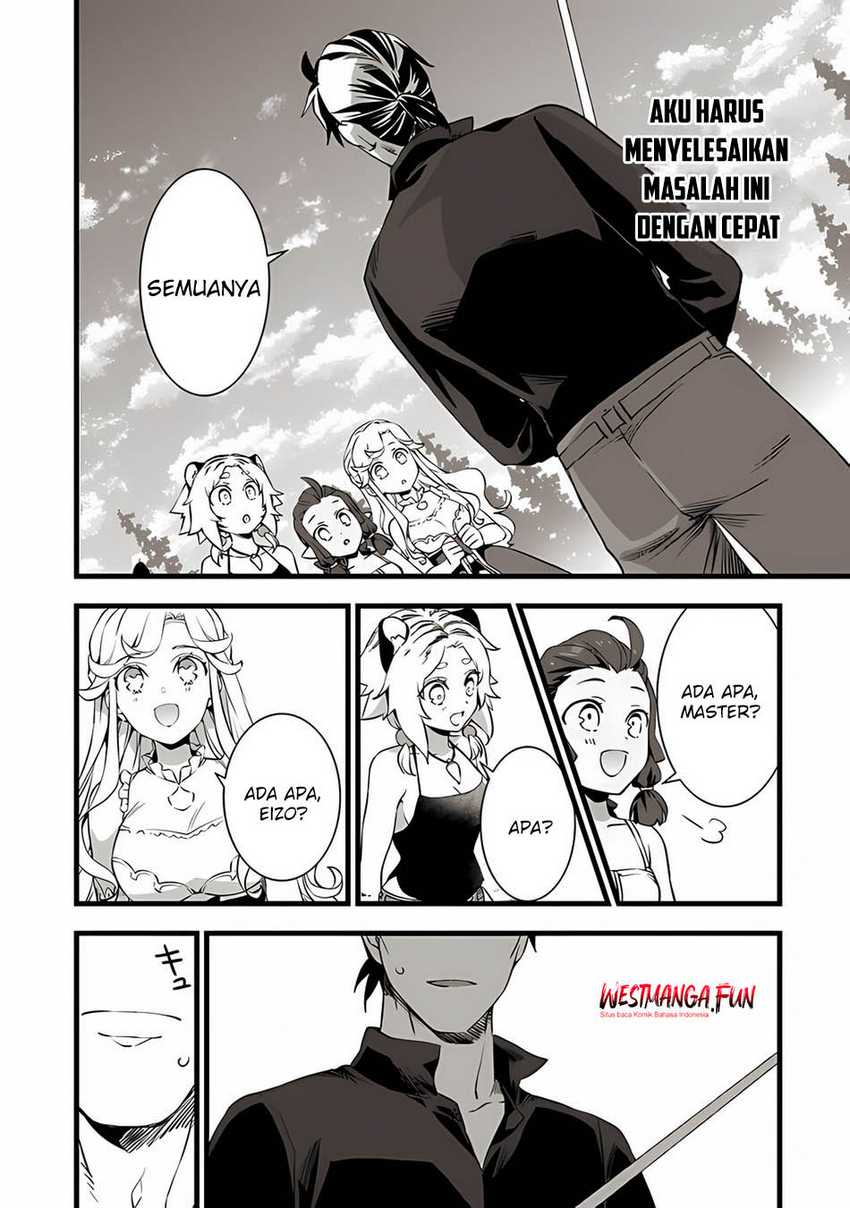 AKU HARUS
MENYELESAIKAN
MASALAH INI
DENGAN CEPAT
SEMUANYA
ADA APA,
MASTER?
APA?
ADA APA,
EIZO?
キュ
WESTMANGA.FUN
Situs baca Komik Bahasa Indonesia